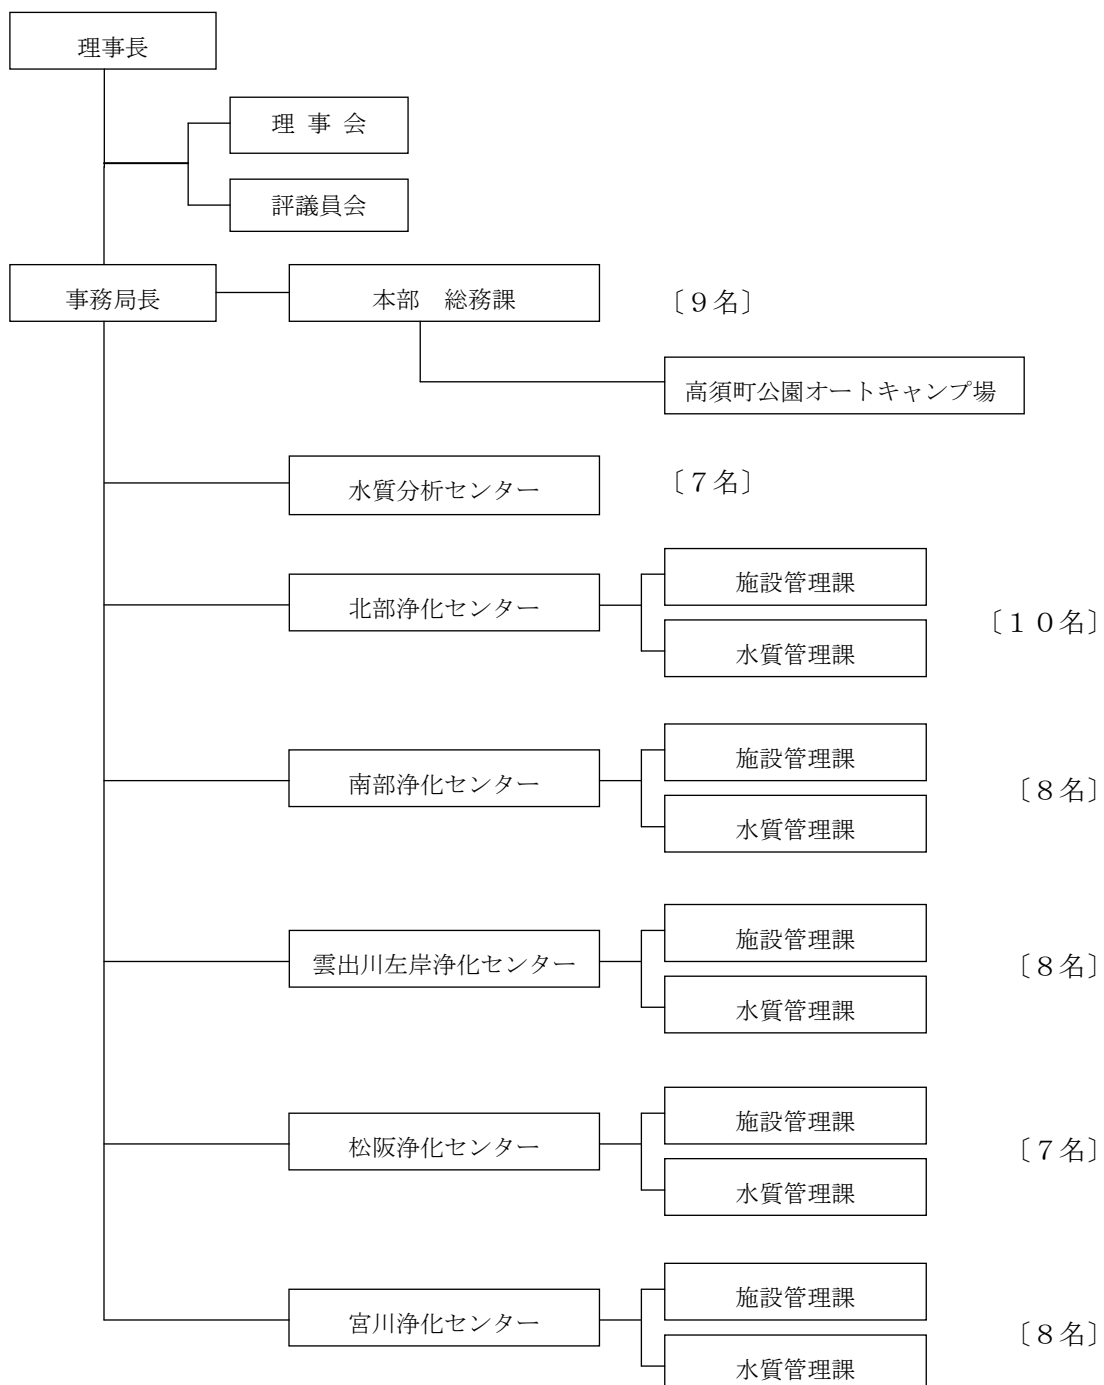 理事長
理 事 会
評議員会
事務局長
本部　総務課
〔９名〕
高須町公園オートキャンプ場
水質分析センター
〔７名〕
北部浄化センター
施設管理課
水質管理課
〔１０名〕
南部浄化センター
施設管理課
水質管理課
〔８名〕
雲出川左岸浄化センター
施設管理課
水質管理課
〔８名〕
松阪浄化センター
施設管理課
水質管理課
〔７名〕
宮川浄化センター
施設管理課
水質管理課
〔８名〕